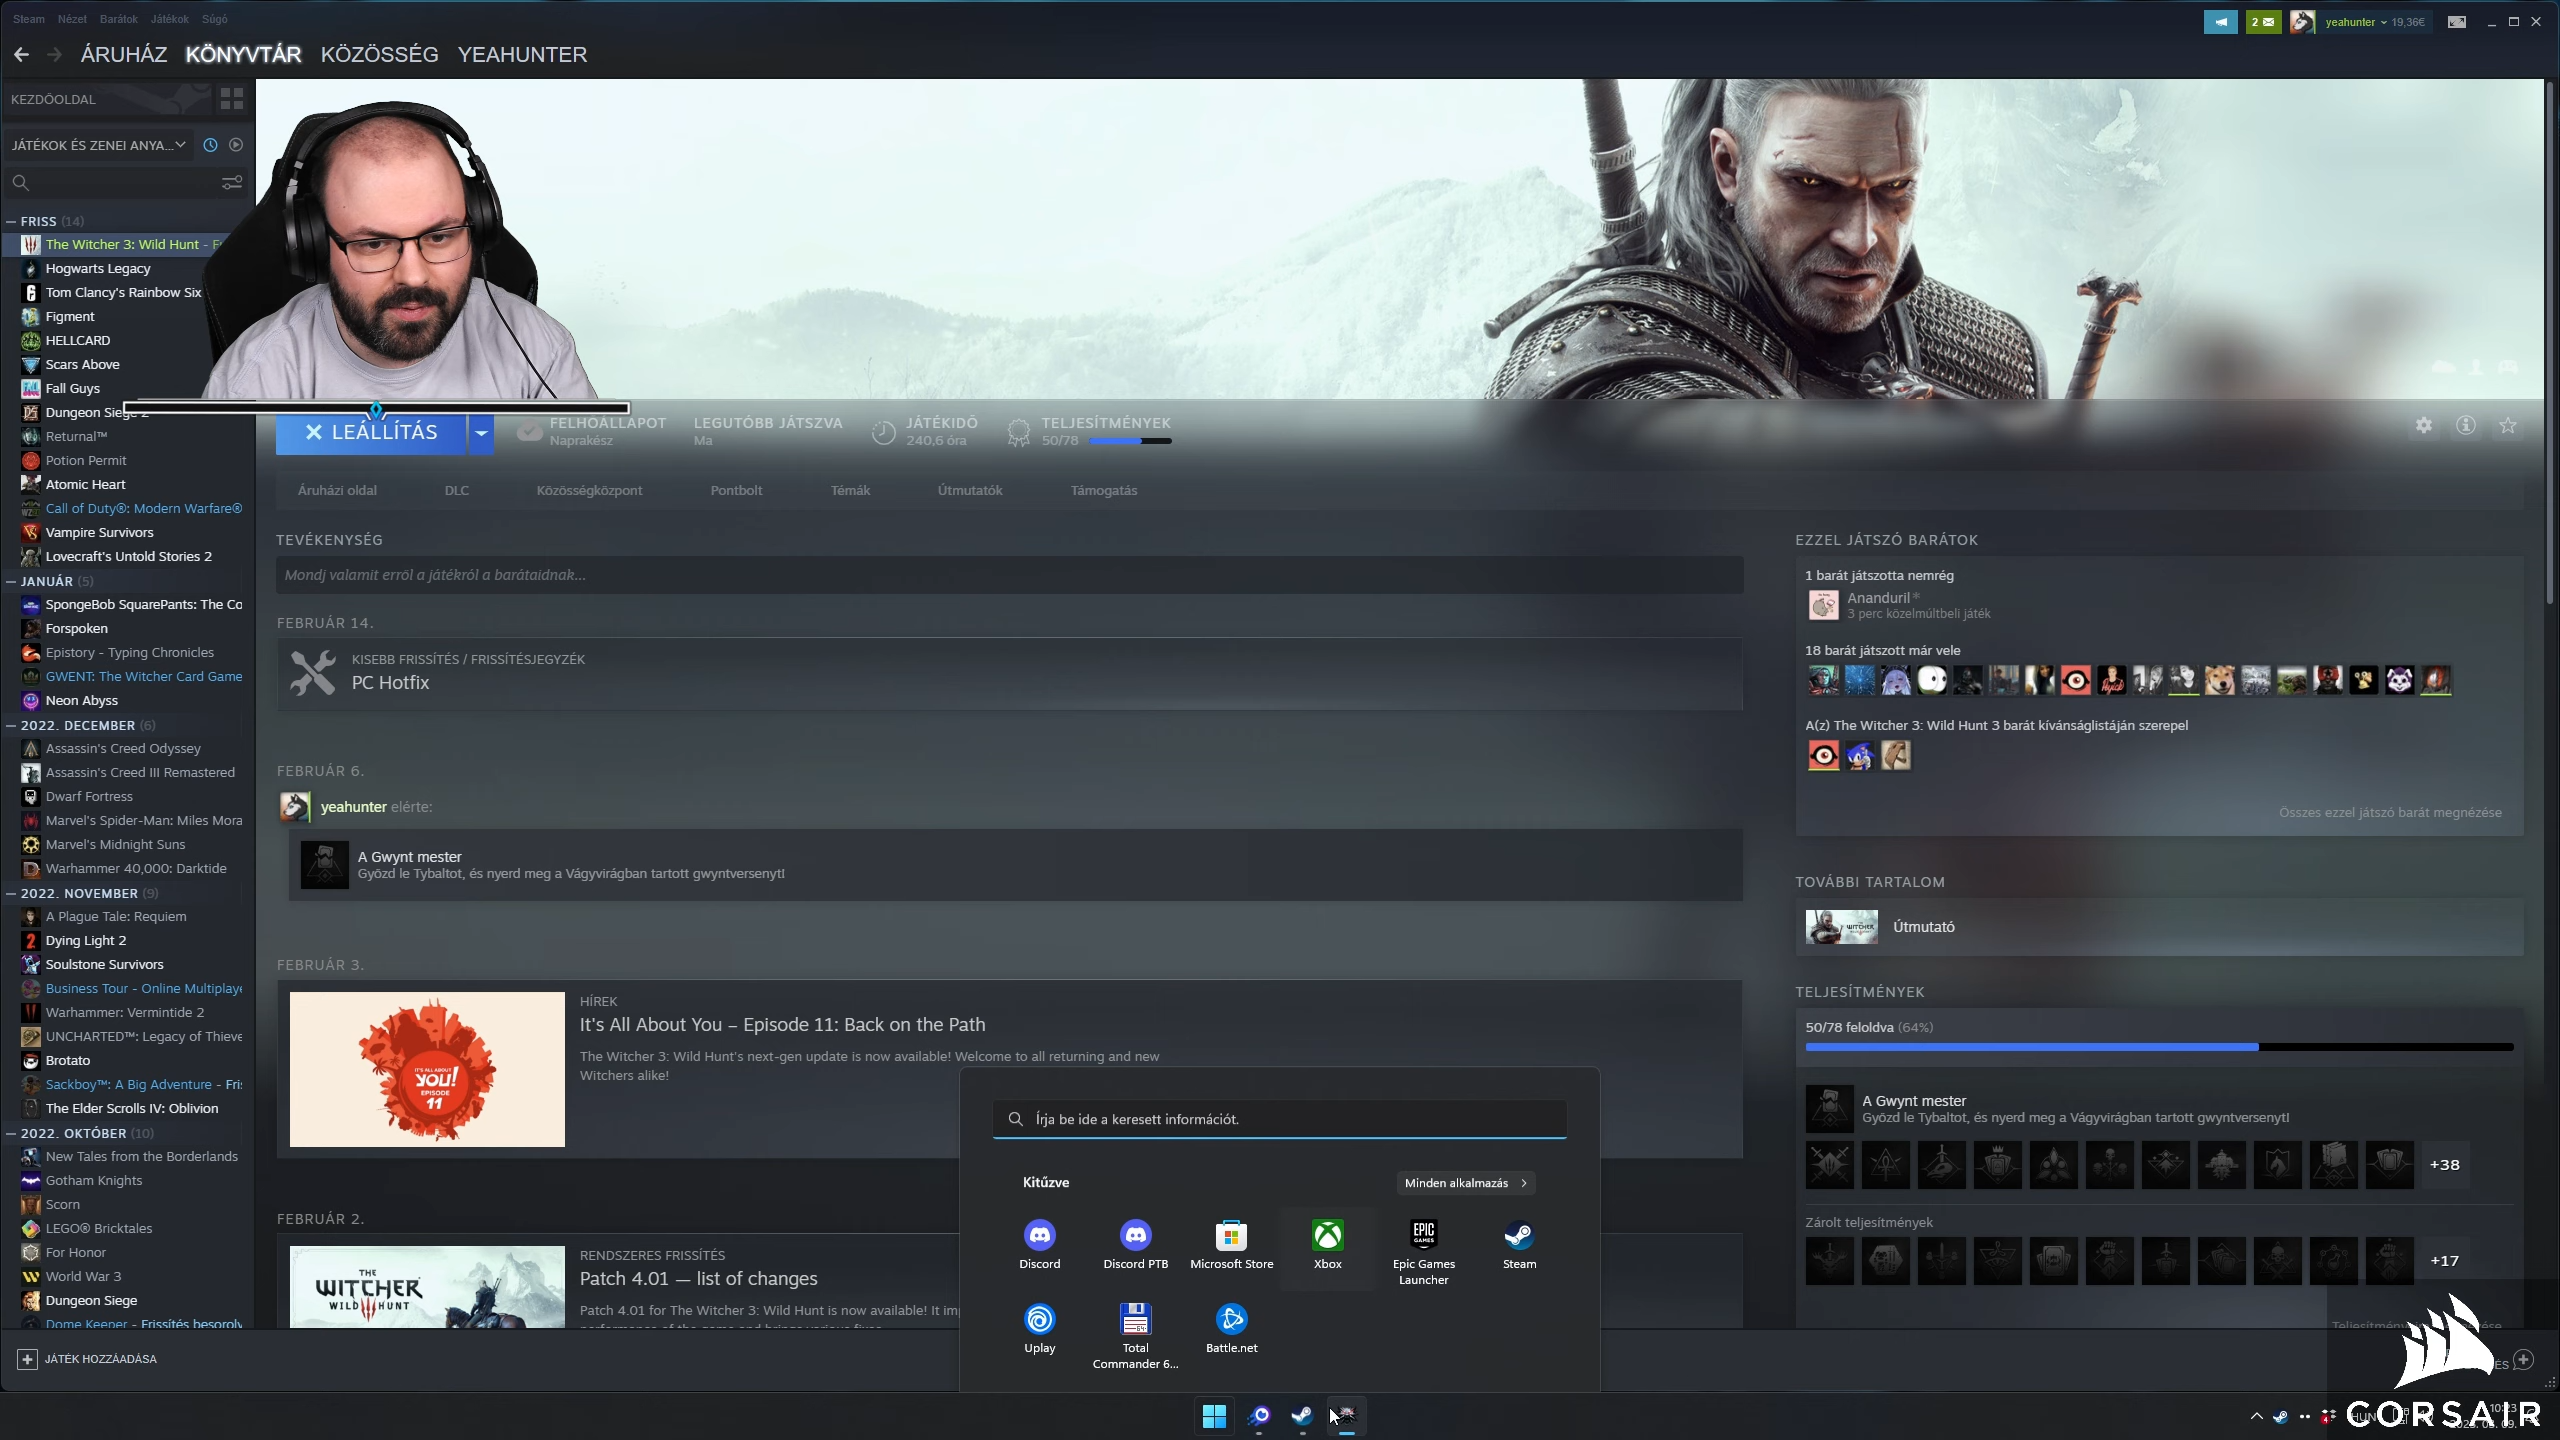 Steam Nézet Barátok Játékok Súgó
2
yeahunter 19,36€
ÁRUHÁZ KÖNYVTÁR KÖZÖSSÉG YEAHUNTER
KEZDŐOLDAL
JÁTÉKOK ÉS ZENEI ANYA...
FRISS (14)
The Witcher 3: Wild Hunt
Hogwarts Legacy
Tom Clancy's Rainbow Six
Figment
HELLCARD
Scars Above
Fall Guys
Dungeon Siege 2
Returnal™
Potion Permit
Atomic Heart
Call of Duty®: Modern Warfare®
Vampire Survivors
Lovecraft's Untold Stories 2
JANUÁR (5)
SpongeBob SquarePants: The Co
Forspoken
Epistory - Typing Chronicles
GWENT: The Witcher Card Game
Neon Abyss
2022. DECEMBER (6)
Assassin's Creed Odyssey
Assassin's Creed III Remastered
Dwarf Fortress
Marvel's Spider-Man: Miles Mora
Marvel's Midnight Suns
Warhammer 40,000: Darktide
2022. NOVEMBER (9)
A Plague Tale: Requiem
Dying Light 2
Soulstone Survivors
Business Tour - Online Multiplaye
Warhammer: Vermintide 2
UNCHARTED™: Legacy of Thieve
Brotato
Sackboy™: A Big Adventure - Fris
The Elder Scrolls IV: Oblivion
2022. OKTÓBER (10)
New Tales from the Borderlands
Gotham Knights
Scorn
LEGO® Bricktales
For Honor
World War 3
Dungeon Siege
Dome Keeper - Frissítés besoroly
JÁTÉK HOZZÁADÁSA
LEÁLLÍTÁS
FELHŐÁLLAPOT
Naprakész
LEGUTÓBB JÁTSZVA
Ma
JÁTÉKIDŐ
240,6 óra
TELJESÍTMÉNYEK
50/78
Áruházi oldal DLC Közösségközpont Pontbolt Témák Útmutatók Támogatás
TEVÉKENYSÉG
Mondj valamit erről a játékról a barátaidnak...
FEBRUÁR 14.
KISEBB FRISSÍTÉS / FRISSÍTÉSJEGYZÉK
PC Hotfix
FEBRUÁR 6.
yeahunter elérte:
A Gwynt mester
Győzd le Tybaltot, és nyerd meg a Vágyvirágban tartott gwyntversenyt!
FEBRUÁR 3.
IT'S ALL ABOUT
YOU!
EPISODE
11
HÍREK
It's All About You – Episode 11: Back on the Path
The Witcher 3: Wild Hunt's next-gen update is now available! Welcome to all returning and new
Witchers alike!
FEBRUÁR 2.
THE
WITCHER
WILD HUNT
RENDSZERES FRISSÍTÉS
Patch 4.01 — list of changes
Patch 4.01 for The Witcher 3: Wild Hunt is now available! It im
EZZEL JÁTSZÓ BARÁTOK
1 barát játszotta nemrég
Ananduril*
3 perc közelmúltbeli játék
18 barát játszott már vele
A(z) The Witcher 3: Wild Hunt 3 barát kívánságlistáján szerepel
Összes ezzel játszó barát megnézése
TOVÁBBI TARTALOM
Útmutató
TELJESÍTMÉNYEK
50/78 feloldva (64%)
A Gwynt mester
Győzd le Tybaltot, és nyerd meg a Vágyvirágban tartott gwyntversenyt!
+38
Zárolt teljesítmények
+17
Írja be ide a keresett információt.
Kitűzve
Minden alkalmazás
Discord
Discord PTB
Microsoft Store
Xbox
EPIC GAMES
Epic Games
Launcher
Steam
Uplay
Total
Commander 6...
Battle.net
CORSAIR